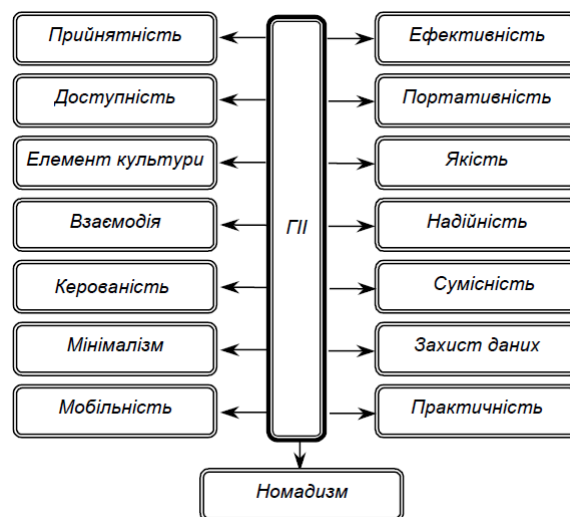 Прийнятність
Ефективність
Доступність
Портативність
Елемент культури
Якість
Взаємодія
ГІІ
Надійність
Керованість
Сумісність
Мінімалізм
Захист даних
Мобільність
Практичність
Номадизм